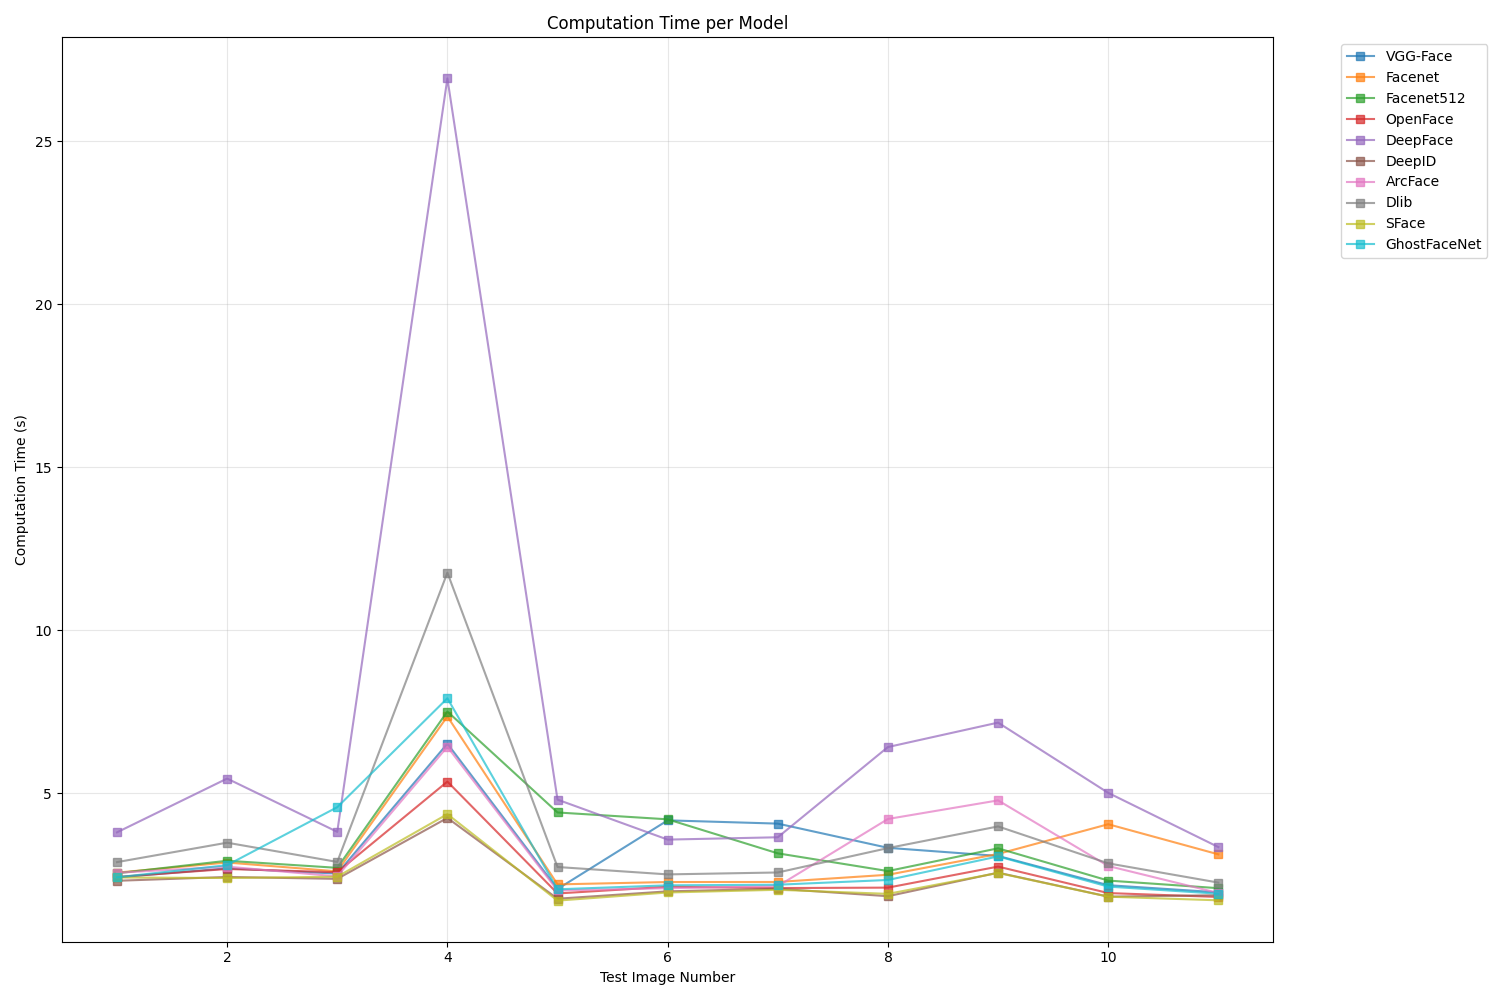 Computation Time per Model
VGG-Face
Facenet
Facenet512
OpenFace
DeepFace
DeepID
ArcFace
Dlib
SFace
GhostFaceNet
25
20
15
10
5
Computation Time (s)
2
4
6
8
10
Test Image Number